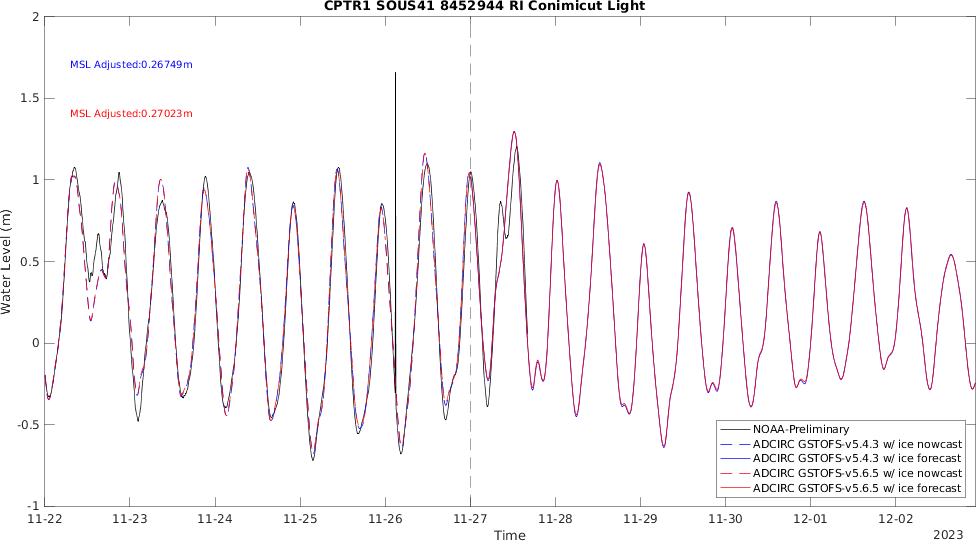 CPTR1 SOUS41 8452944 RI Conimicut Light
2
1.5
1
0.5
0
-0.5
-1
Water Level (m)
MSL Adjusted:0.26749m
MSL Adjusted:0.27023m
NOAA-Preliminary
ADCIRC GSTOFS-v5.4.3 w/ ice nowcast
ADCIRC GSTOFS-v5.4.3 w/ ice forecast
ADCIRC GSTOFS-v5.6.5 w/ ice nowcast
ADCIRC GSTOFS-v5.6.5 w/ ice forecast
11-22 11-23 11-24 11-25 11-26 11-27 11-28 11-29 11-30 12-01 12-02
Time
2023